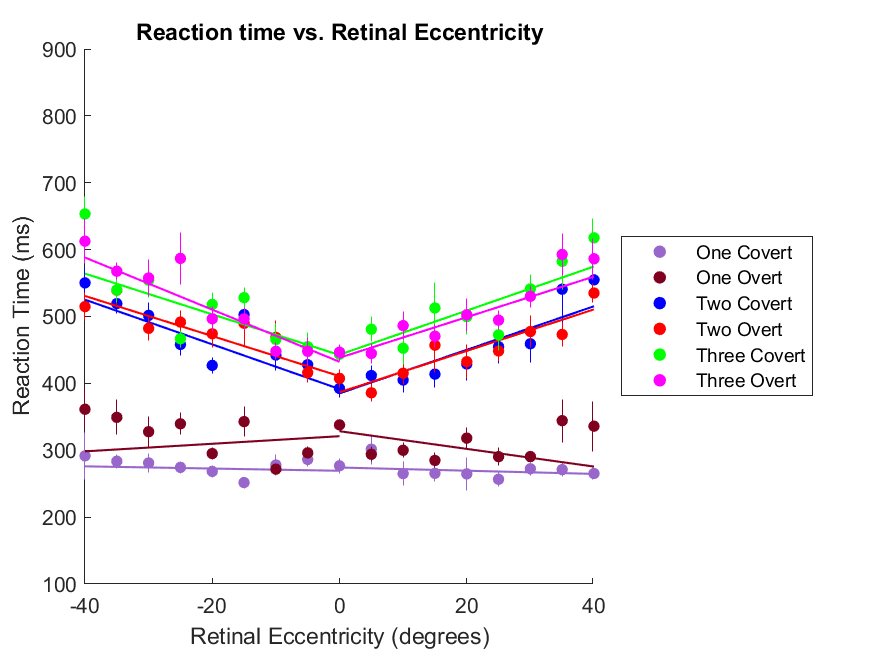 Reaction time vs. Retinal Eccentricity
900
800
700
600
500
400
300
200
100
Reaction Time (ms)
-40
-20
0
20
40
Retinal Eccentricity (degrees)
One Covert
One Overt
Two Covert
Two Overt
Three Covert
Three Overt